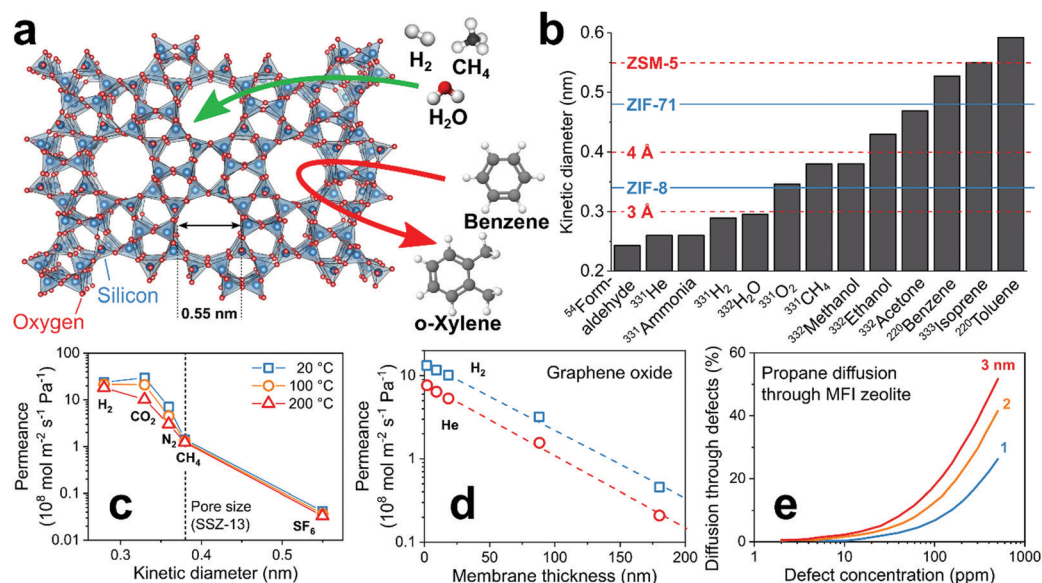 a
H2
CH4
H2O
Benzene
o-Xylene
Silicon
Oxygen
0.55 nm
b
Kinetic diameter (nm)
0.6
0.5
0.4
0.3
0.2
ZSM-5
ZIF-71
4 Å
ZIF-8
3 Å
54Form-
aldehyde
331He
331Ammonia
331H2
332H2O
331O2
331CH4
332Methanol
332Ethanol
332Acetone
220Benzene
333Isoprene
220Toluene
c
Permeance
(10⁸ mol m⁻² s⁻¹ Pa⁻¹)
100
10
1
0.1
0.01
20 °C
100 °C
200 °C
H2
CO2
N2
CH4
Pore size
(SSZ-13)
SF6
0.3
0.4
0.5
Kinetic diameter (nm)
d
Permeance
(10⁸ mol m⁻² s⁻¹ Pa⁻¹)
10
1
0.1
H2
Graphene oxide
He
0
50
100
150
200
Membrane thickness (nm)
e
Diffusion through defects (%)
60
40
20
0
Propane diffusion
through MFI zeolite
3 nm
2
1
1
10
100
1000
Defect concentration (ppm)